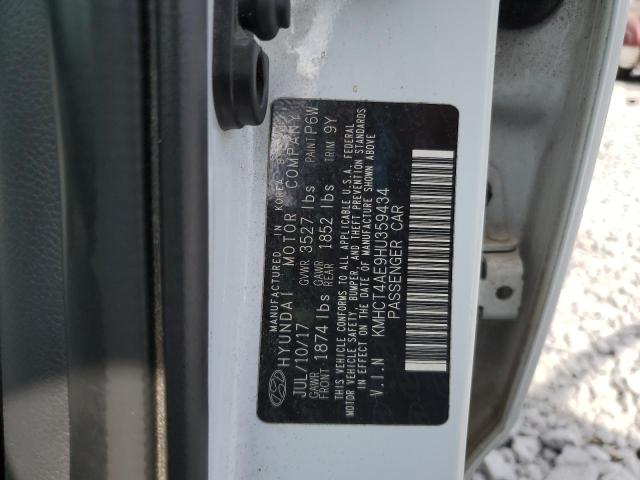 MANUFACTURED IN KOREA B
HYUNDAI MOTOR COMPANY
JUL/10/17 GVWR 3527 lbs PAINT P6W
GAWR FRONT 1874 lbs GAWR REAR 1852 lbs TRIM 9Y
THIS VEHICLE CONFORMS TO ALL APPLICABLE U.S.A. FEDERAL
MOTOR VEHICLE SAFETY, BUMPER, AND THEFT PREVENTION STANDARDS
IN EFFECT ON THE DATE OF MANUFACTURE SHOWN ABOVE
V.I.N KMHCT4AE9HU359434
PASSENGER CAR